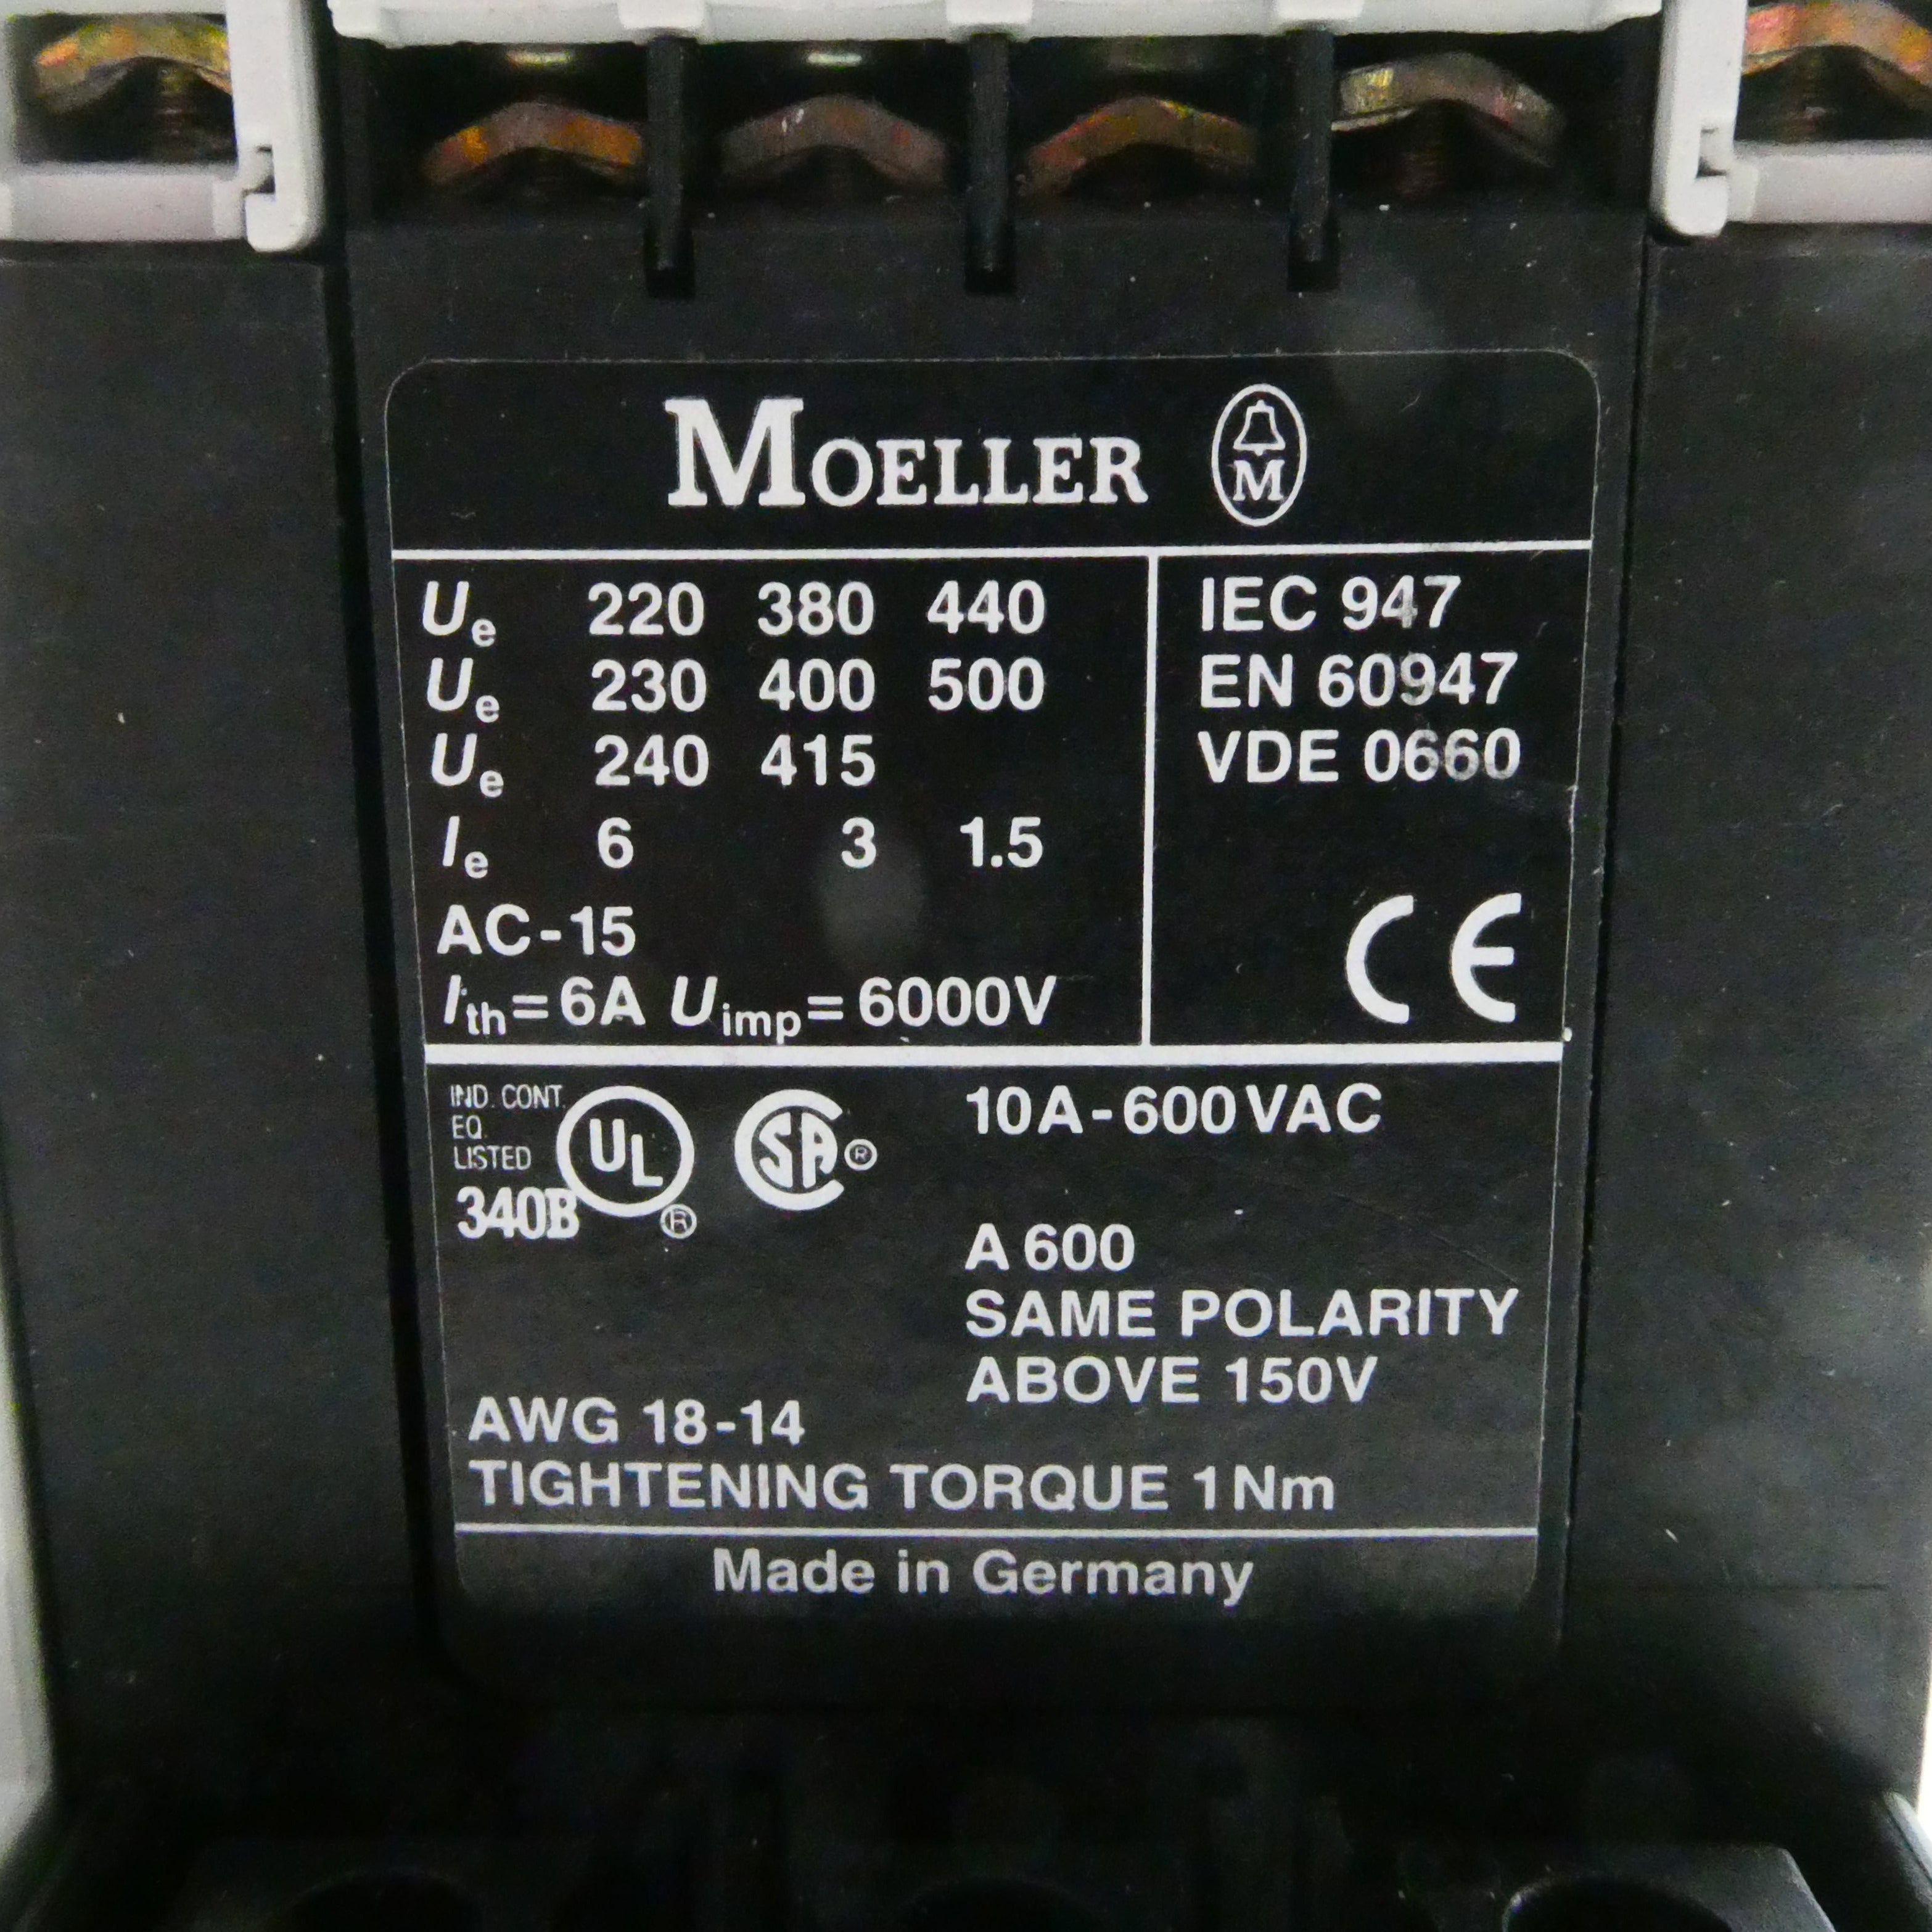 MOELLER M
Ue 220 380 440
Ue 230 400 500
Ue 240 415
Ie 6 3 1.5
AC-15
Ith=6A Uimp=6000V
IEC 947
EN 60947
VDE 0660
CE
IND. CONT.
EQ.
LISTED
340B
UL ®
SA ®
10A-600VAC
A 600
SAME POLARITY
ABOVE 150V
AWG 18-14
TIGHTENING TORQUE 1Nm
Made in Germany